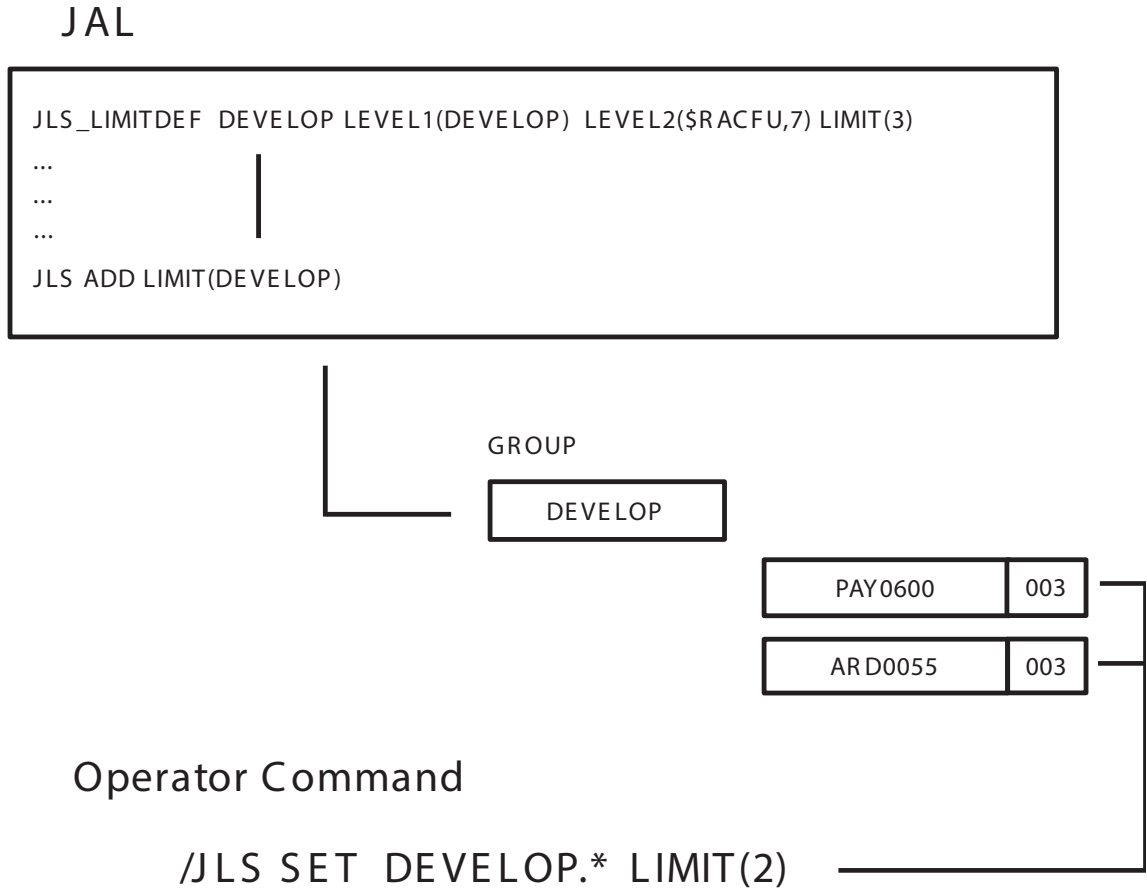 JAL
JLS_LIMITDEF DEVELOP LEVEL1(DEVELOP) LEVEL2($RACFU,7) LIMIT(3)
...
...
...
JLS ADD LIMIT(DEVELOP)
GROUP
DEVELOP
PAY0600 003
ARD0055 003
Operator Command
/JLS SET DEVELOP.* LIMIT(2)